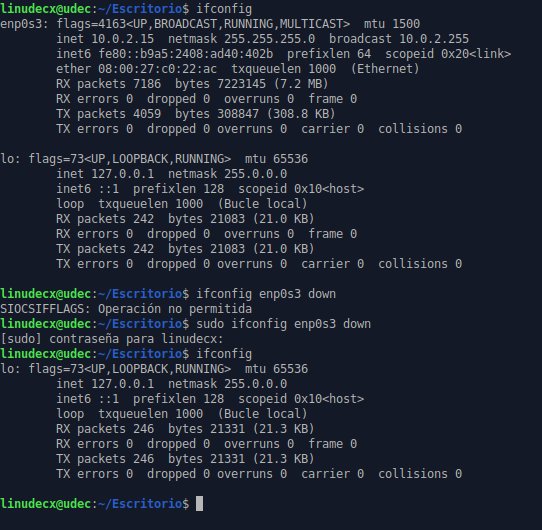 linudecx@udec:~/Escritorio$ ifconfig
enp0s3: flags=4163<UP,BROADCAST,RUNNING,MULTICAST>  mtu 1500
        inet 10.0.2.15  netmask 255.255.255.0  broadcast 10.0.2.255
        inet6 fe80::b9a5:2408:ad40:402b  prefixlen 64  scopeid 0x20<link>
        ether 08:00:27:c0:22:ac  txqueuelen 1000  (Ethernet)
        RX packets 7186  bytes 7223145 (7.2 MB)
        RX errors 0  dropped 0  overruns 0  frame 0
        TX packets 4059  bytes 308847 (308.8 KB)
        TX errors 0  dropped 0 overruns 0  carrier 0  collisions 0

lo: flags=73<UP,LOOPBACK,RUNNING>  mtu 65536
        inet 127.0.0.1  netmask 255.0.0.0
        inet6 ::1  prefixlen 128  scopeid 0x10<host>
        loop  txqueuelen 1000  (Bucle local)
        RX packets 242  bytes 21083 (21.0 KB)
        RX errors 0  dropped 0  overruns 0  frame 0
        TX packets 242  bytes 21083 (21.0 KB)
        TX errors 0  dropped 0 overruns 0  carrier 0  collisions 0

linudecx@udec:~/Escritorio$ ifconfig enp0s3 down
SIOCSIFFLAGS: Operación no permitida
linudecx@udec:~/Escritorio$ sudo ifconfig enp0s3 down
[sudo] contraseña para linudecx:
linudecx@udec:~/Escritorio$ ifconfig
lo: flags=73<UP,LOOPBACK,RUNNING>  mtu 65536
        inet 127.0.0.1  netmask 255.0.0.0
        inet6 ::1  prefixlen 128  scopeid 0x10<host>
        loop  txqueuelen 1000  (Bucle local)
        RX packets 246  bytes 21331 (21.3 KB)
        RX errors 0  dropped 0  overruns 0  frame 0
        TX packets 246  bytes 21331 (21.3 KB)
        TX errors 0  dropped 0 overruns 0  carrier 0  collisions 0

linudecx@udec:~/Escritorio$